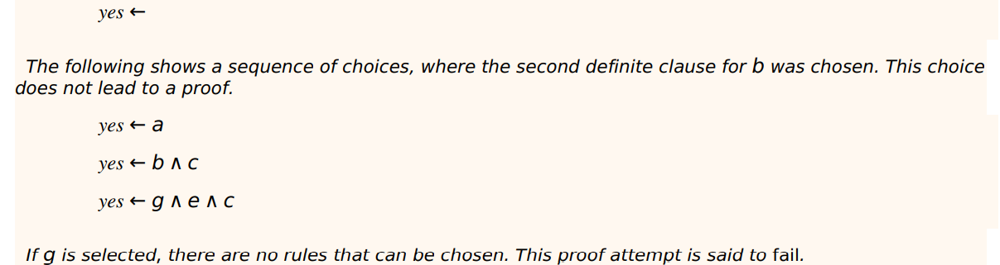 yes ←
The following shows a sequence of choices, where the second definite clause for b was chosen. This choice
does not lead to a proof.
yes ← a
yes ← b ∧ c
yes ← g ∧ e ∧ c
If g is selected, there are no rules that can be chosen. This proof attempt is said to fail.